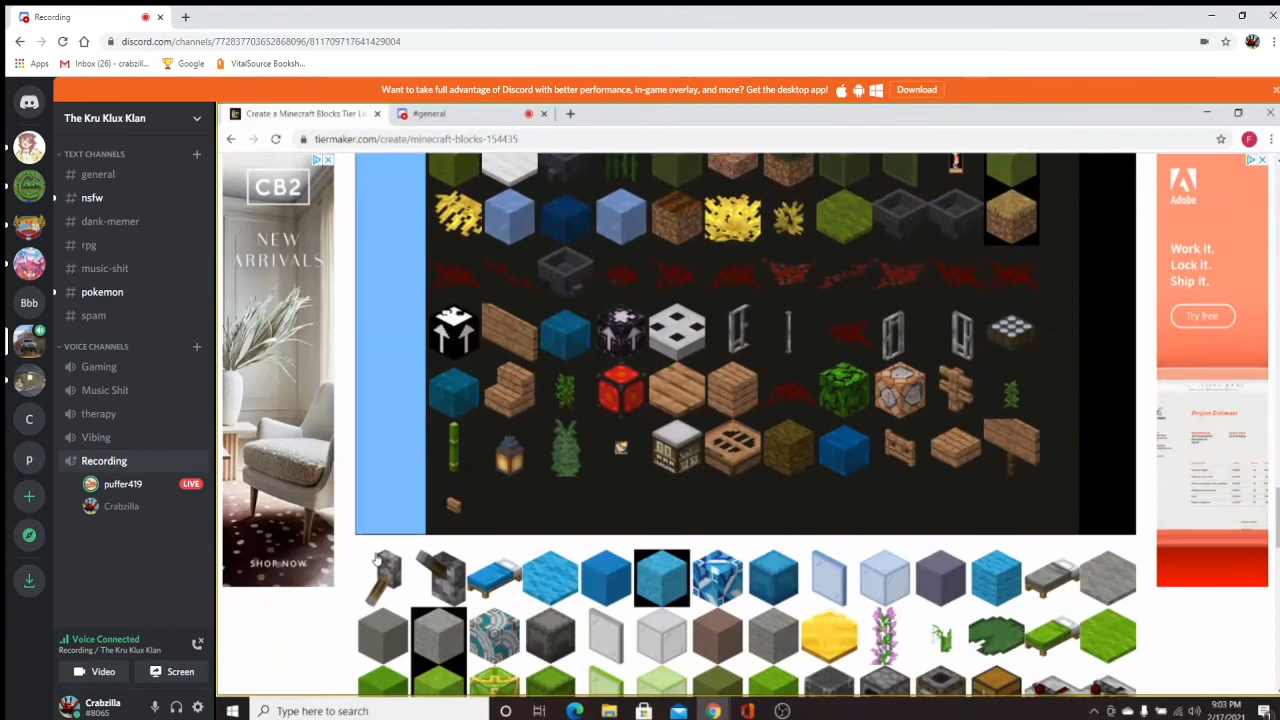 Recording
discord.com/channels/772837703652868096/811097176414290004
Apps
Inbox (26) - crabzill...
Google
VitalSource Booksh...
Want to take full advantage of Discord with better performance, in-game overlay, and more? Get the desktop app!
Download
The Kru Klux Klan
TEXT CHANNELS
general
nsfw
dank-memer
rpg
music-shit
pokemon
spam
VOICE CHANNELS
Gaming
Music Shit
therapy
Vibing
Recording
puffer419
LIVE
Crabzilla
Bbb
C
p
Voice Connected
Recording / The Kru Klux Klan
Video
Screen
Crabzilla
#8065
Create a Minecraft Blocks Tier Li
#general
tiermaker.com/create/minecraft-blocks-154435
F
CB2
NEW
ARRIVALS
SHOP NOW
Adobe
Work it.
Lock it.
Ship it.
Try free
Project Estimate
Type here to search
9:03 PM
2/17/2021